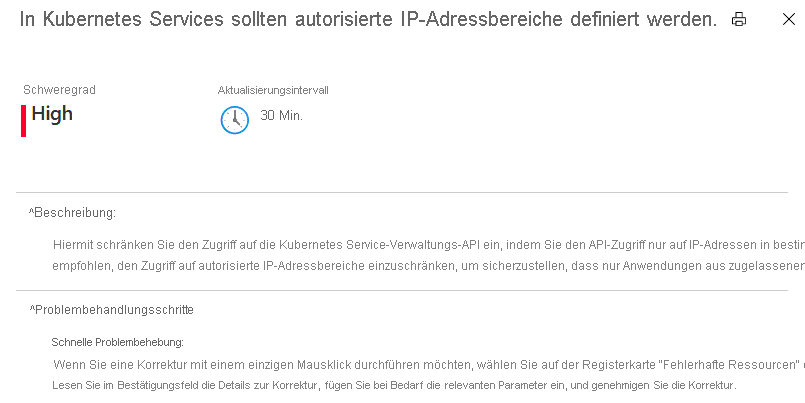 In Kubernetes Services sollten autorisierte IP-Adressbereiche definiert werden.
Schweregrad
Aktualisierungsintervall
High
30 Min.
^Beschreibung:
Hiermit schränken Sie den Zugriff auf die Kubernetes Service-Verwaltungs-API ein, indem Sie den API-Zugriff nur auf IP-Adressen in
empfohlen, den Zugriff auf autorisierte IP-Adressbereiche einzuschränken, um sicherzustellen, dass nur Anwendungen aus
^Problembehandlungsschritte
Schnelle Problembehebung:
Wenn Sie eine Korrektur mit einem einzigen Mausklick durchführen möchten, wählen Sie auf der Registerkarte "Fehlerhafte Ressourcen"
Lesen Sie im Bestätigungsfeld die Details zur Korrektur, fügen Sie bei Bedarf die relevanten Parameter ein, und genehmigen Sie die Korrektur.